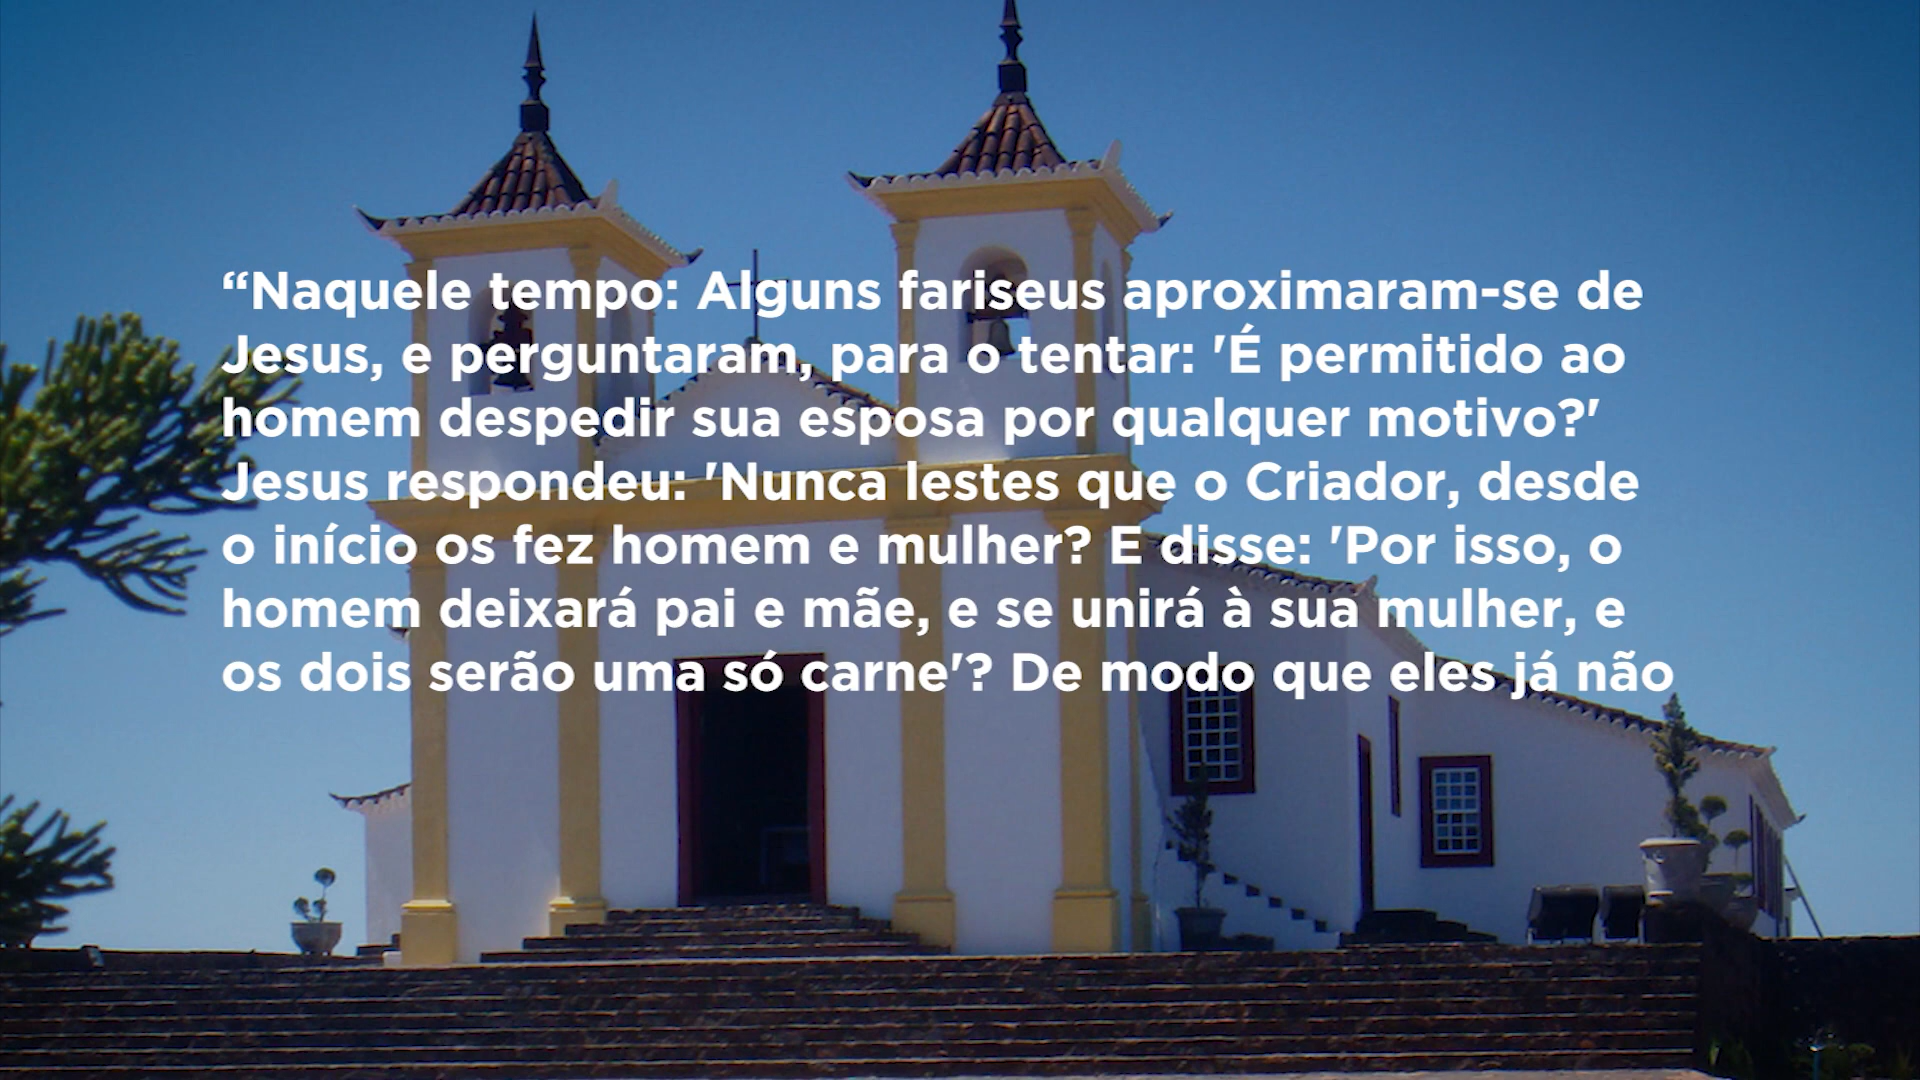 “Naquele tempo: Alguns fariseus aproximaram-se de
Jesus, e perguntaram, para o tentar: 'É permitido ao
homem despedir sua esposa por qualquer motivo?'
Jesus respondeu: 'Nunca lestes que o Criador, desde
o início os fez homem e mulher? E disse: 'Por isso, o
homem deixará pai e mãe, e se unirá à sua mulher, e
os dois serão uma só carne'? De modo que eles já não